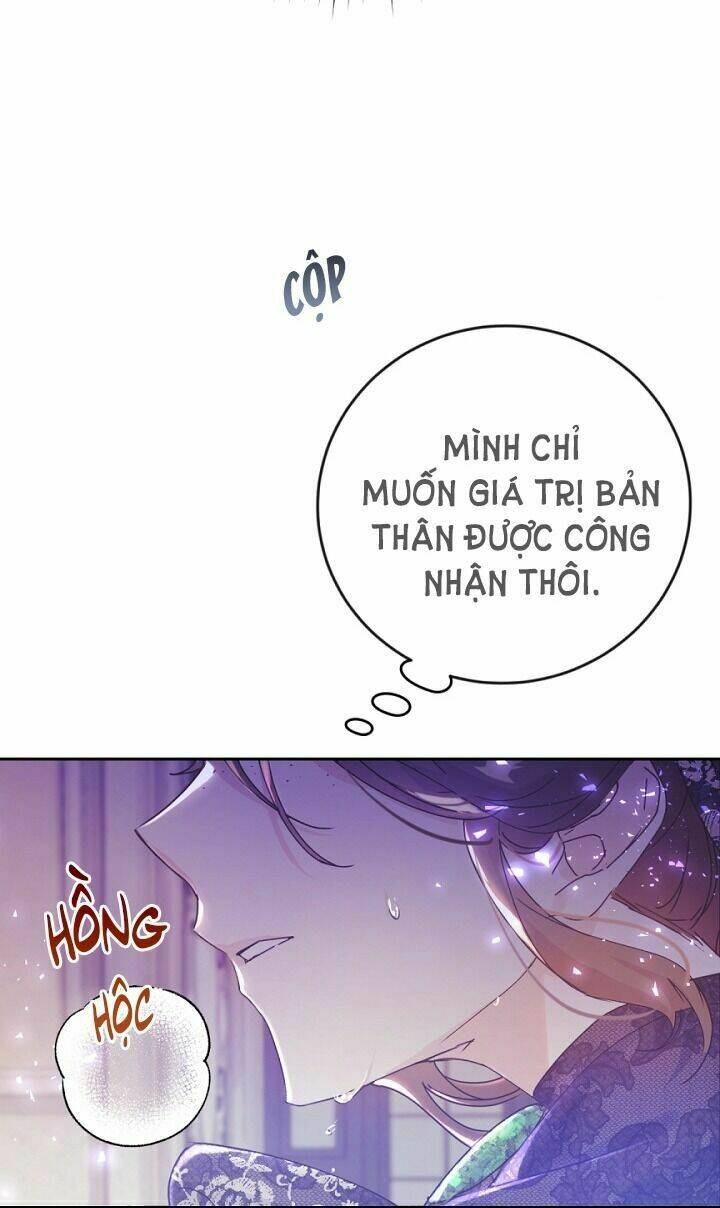 CỘP
MÌNH CHỈ
MUỐN GIÁ TRỊ BẢN
THÂN ĐƯỢC CÔNG
NHẬN THÔI.
HỒNG
HỘC